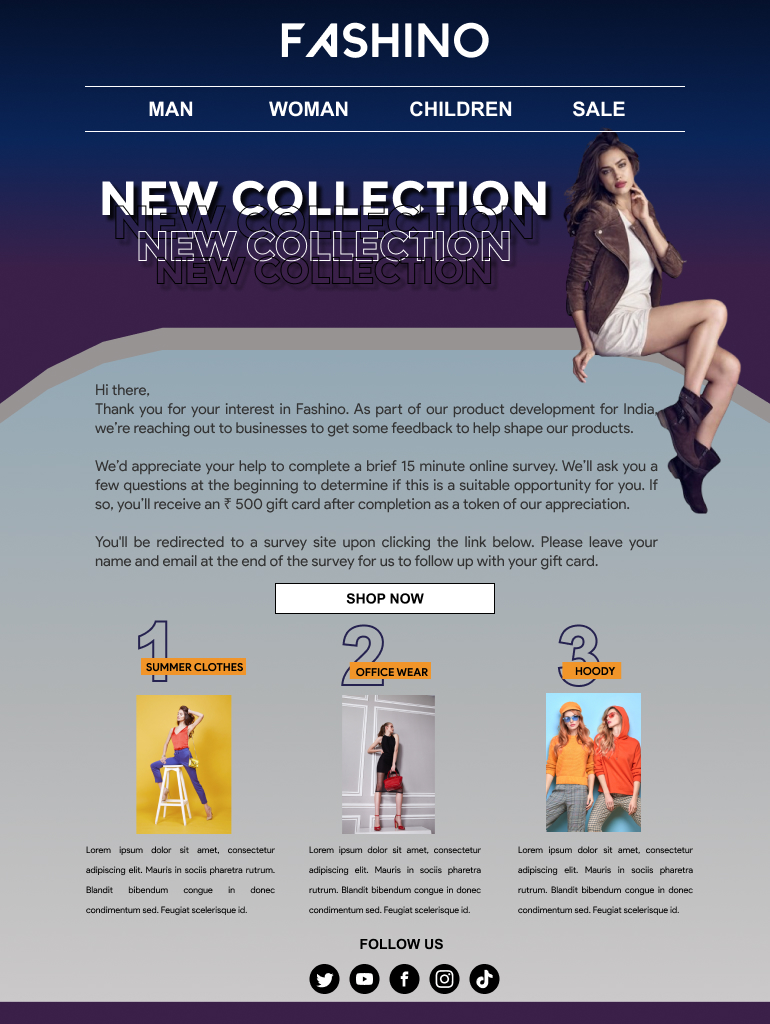 FASHINO
MAN WOMAN CHILDREN SALE
NEW COLLECTION
NEW COLLECTION
NEW COLLECTION
NEW COLLECTION
Hi there,
Thank you for your interest in Fashino. As part of our product development for India,
we’re reaching out to businesses to get some feedback to help shape our products.
We’d appreciate your help to complete a brief 15 minute online survey. We’ll ask you a
few questions at the beginning to determine if this is a suitable opportunity for you. If
so, you’ll receive an ₹ 500 gift card after completion as a token of our appreciation.
You'll be redirected to a survey site upon clicking the link below. Please leave your
name and email at the end of the survey for us to follow up with your gift card.
SHOP NOW
1
SUMMER CLOTHES
2
OFFICE WEAR
3
HOODY
Lorem ipsum dolor sit amet, consectetur
adipiscing elit. Mauris in sociis pharetra rutrum.
Blandit bibendum congue in donec
condimentum sed. Feugiat scelerisque id.
Lorem ipsum dolor sit amet, consectetur
adipiscing elit. Mauris in sociis pharetra
rutrum. Blandit bibendum congue in donec
condimentum sed. Feugiat scelerisque id.
Lorem ipsum dolor sit amet, consectetur
adipiscing elit. Mauris in sociis pharetra
rutrum. Blandit bibendum congue in donec
condimentum sed. Feugiat scelerisque id.
FOLLOW US